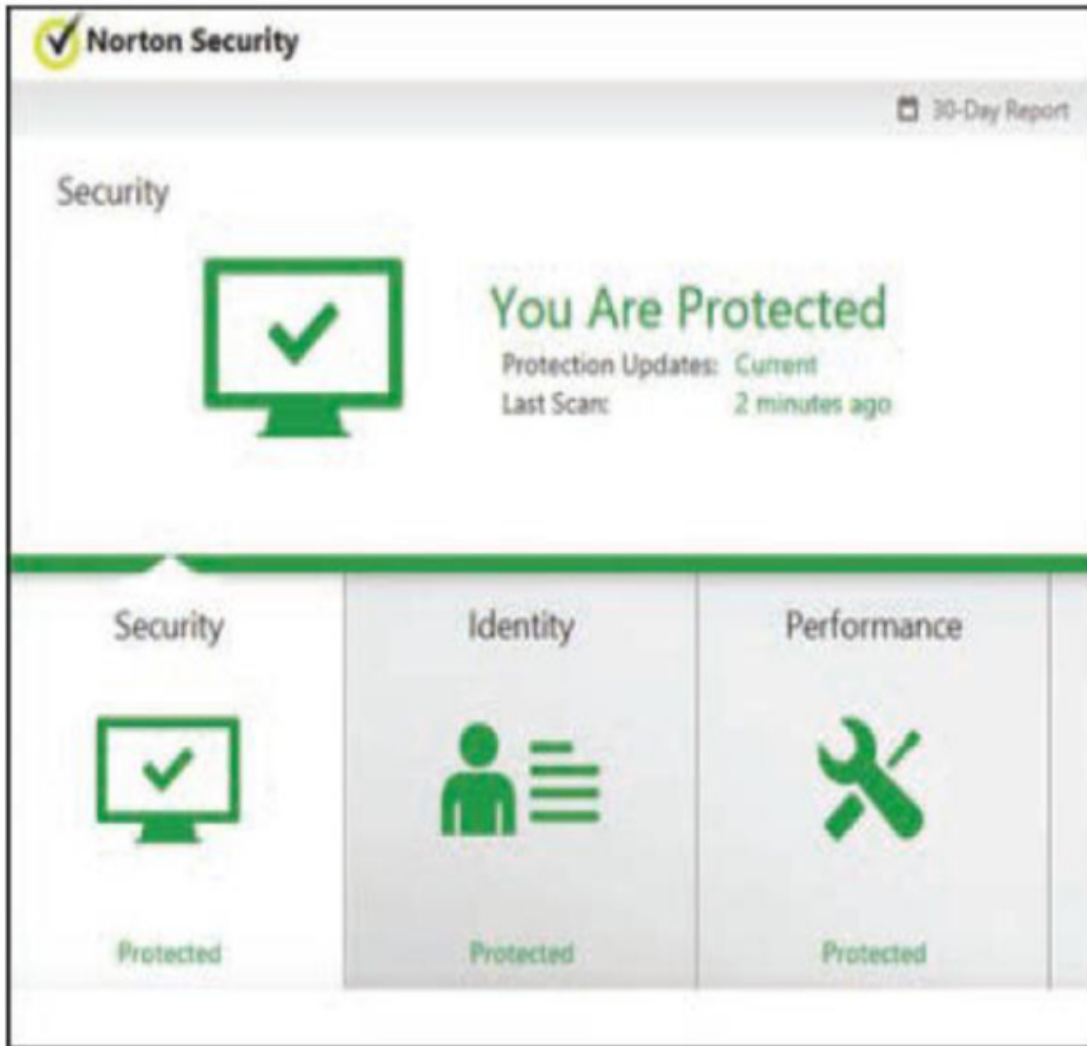 Norton Security
30-Day Report
Security
You Are Protected
Protection Updates: Current
Last Scan: 2 minutes ago
Security Identity Performance
Protected Protected Protected